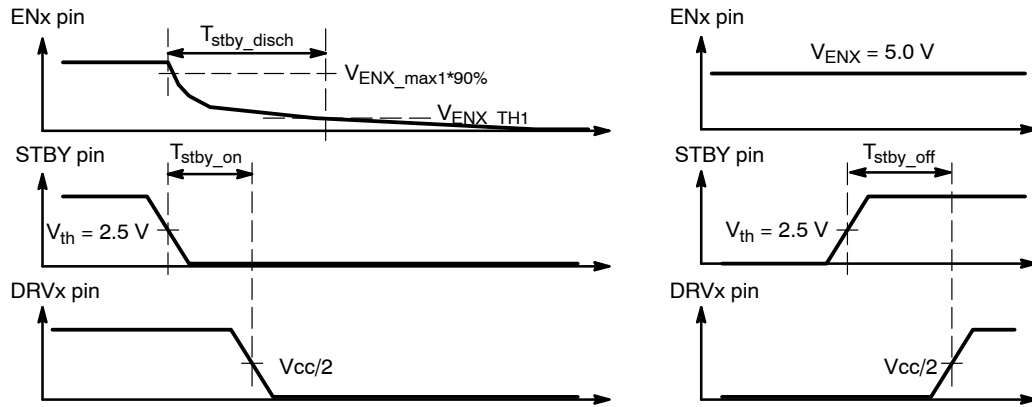 ENx pin
T_stby_disch
V_ENX_max1*90%
V_ENX_TH1
STBY pin
T_stby_on
V_th = 2.5 V
DRVx pin
Vcc/2
ENx pin
V_ENX = 5.0 V
STBY pin
T_stby_off
V_th = 2.5 V
DRVx pin
Vcc/2